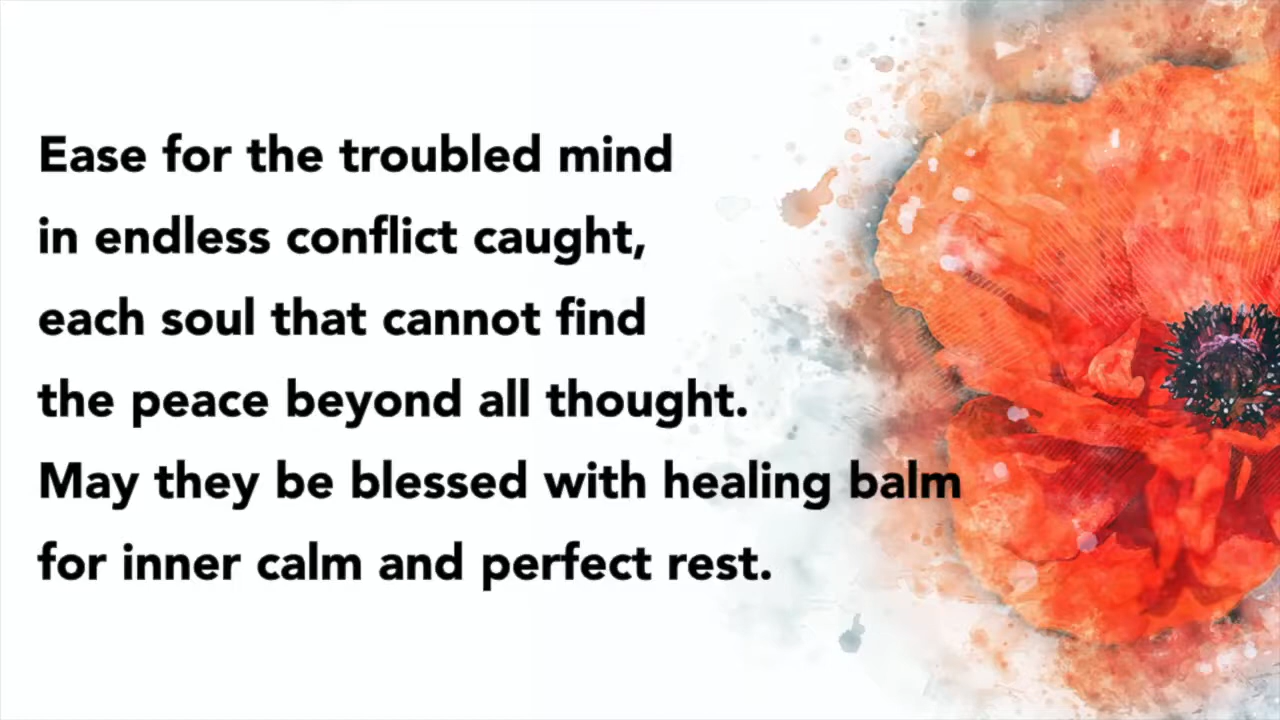 Ease for the troubled mind
in endless conflict caught,
each soul that cannot find
the peace beyond all thought.
May they be blessed with healing balm
for inner calm and perfect rest.